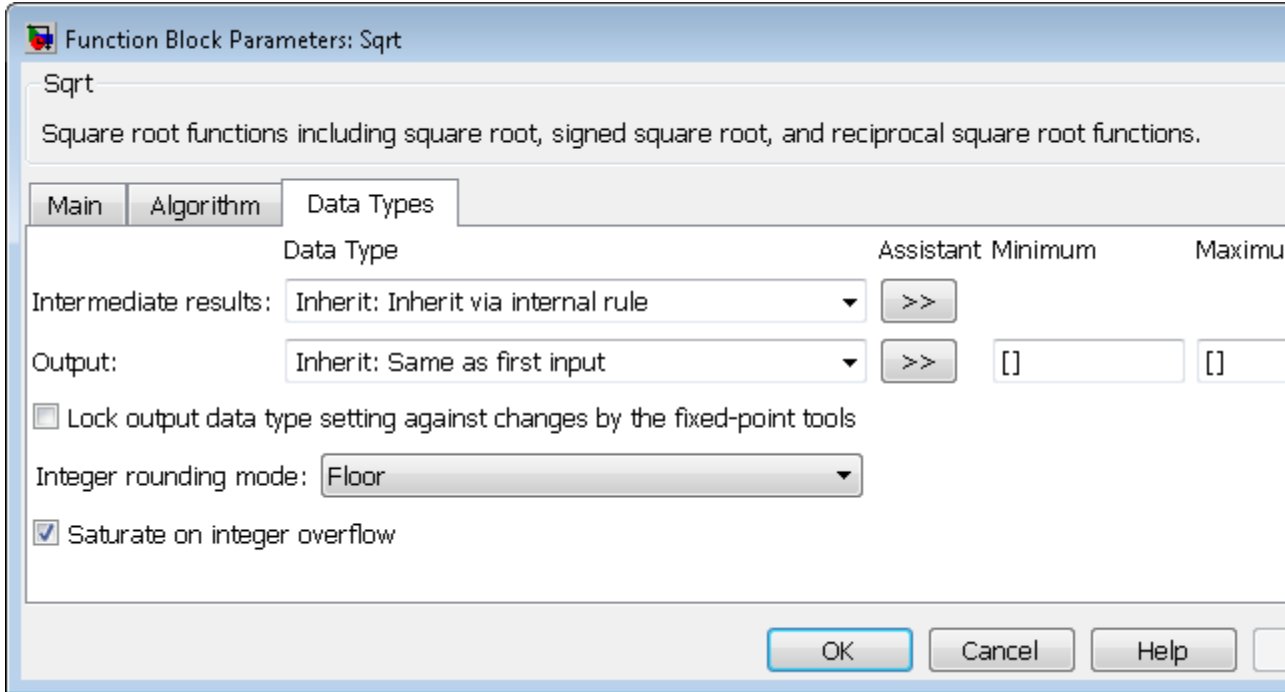 Function Block Parameters: Sqrt
Sqrt
Square root functions including square root, signed square root, and reciprocal square root functions.
Main Algorithm Data Types
Data Type Assistant Minimum Maximu
Intermediate results: Inherit: Inherit via internal rule >>
Output: Inherit: Same as first input >> [] []
Lock output data type setting against changes by the fixed-point tools
Integer rounding mode: Floor
Saturate on integer overflow
OK Cancel Help